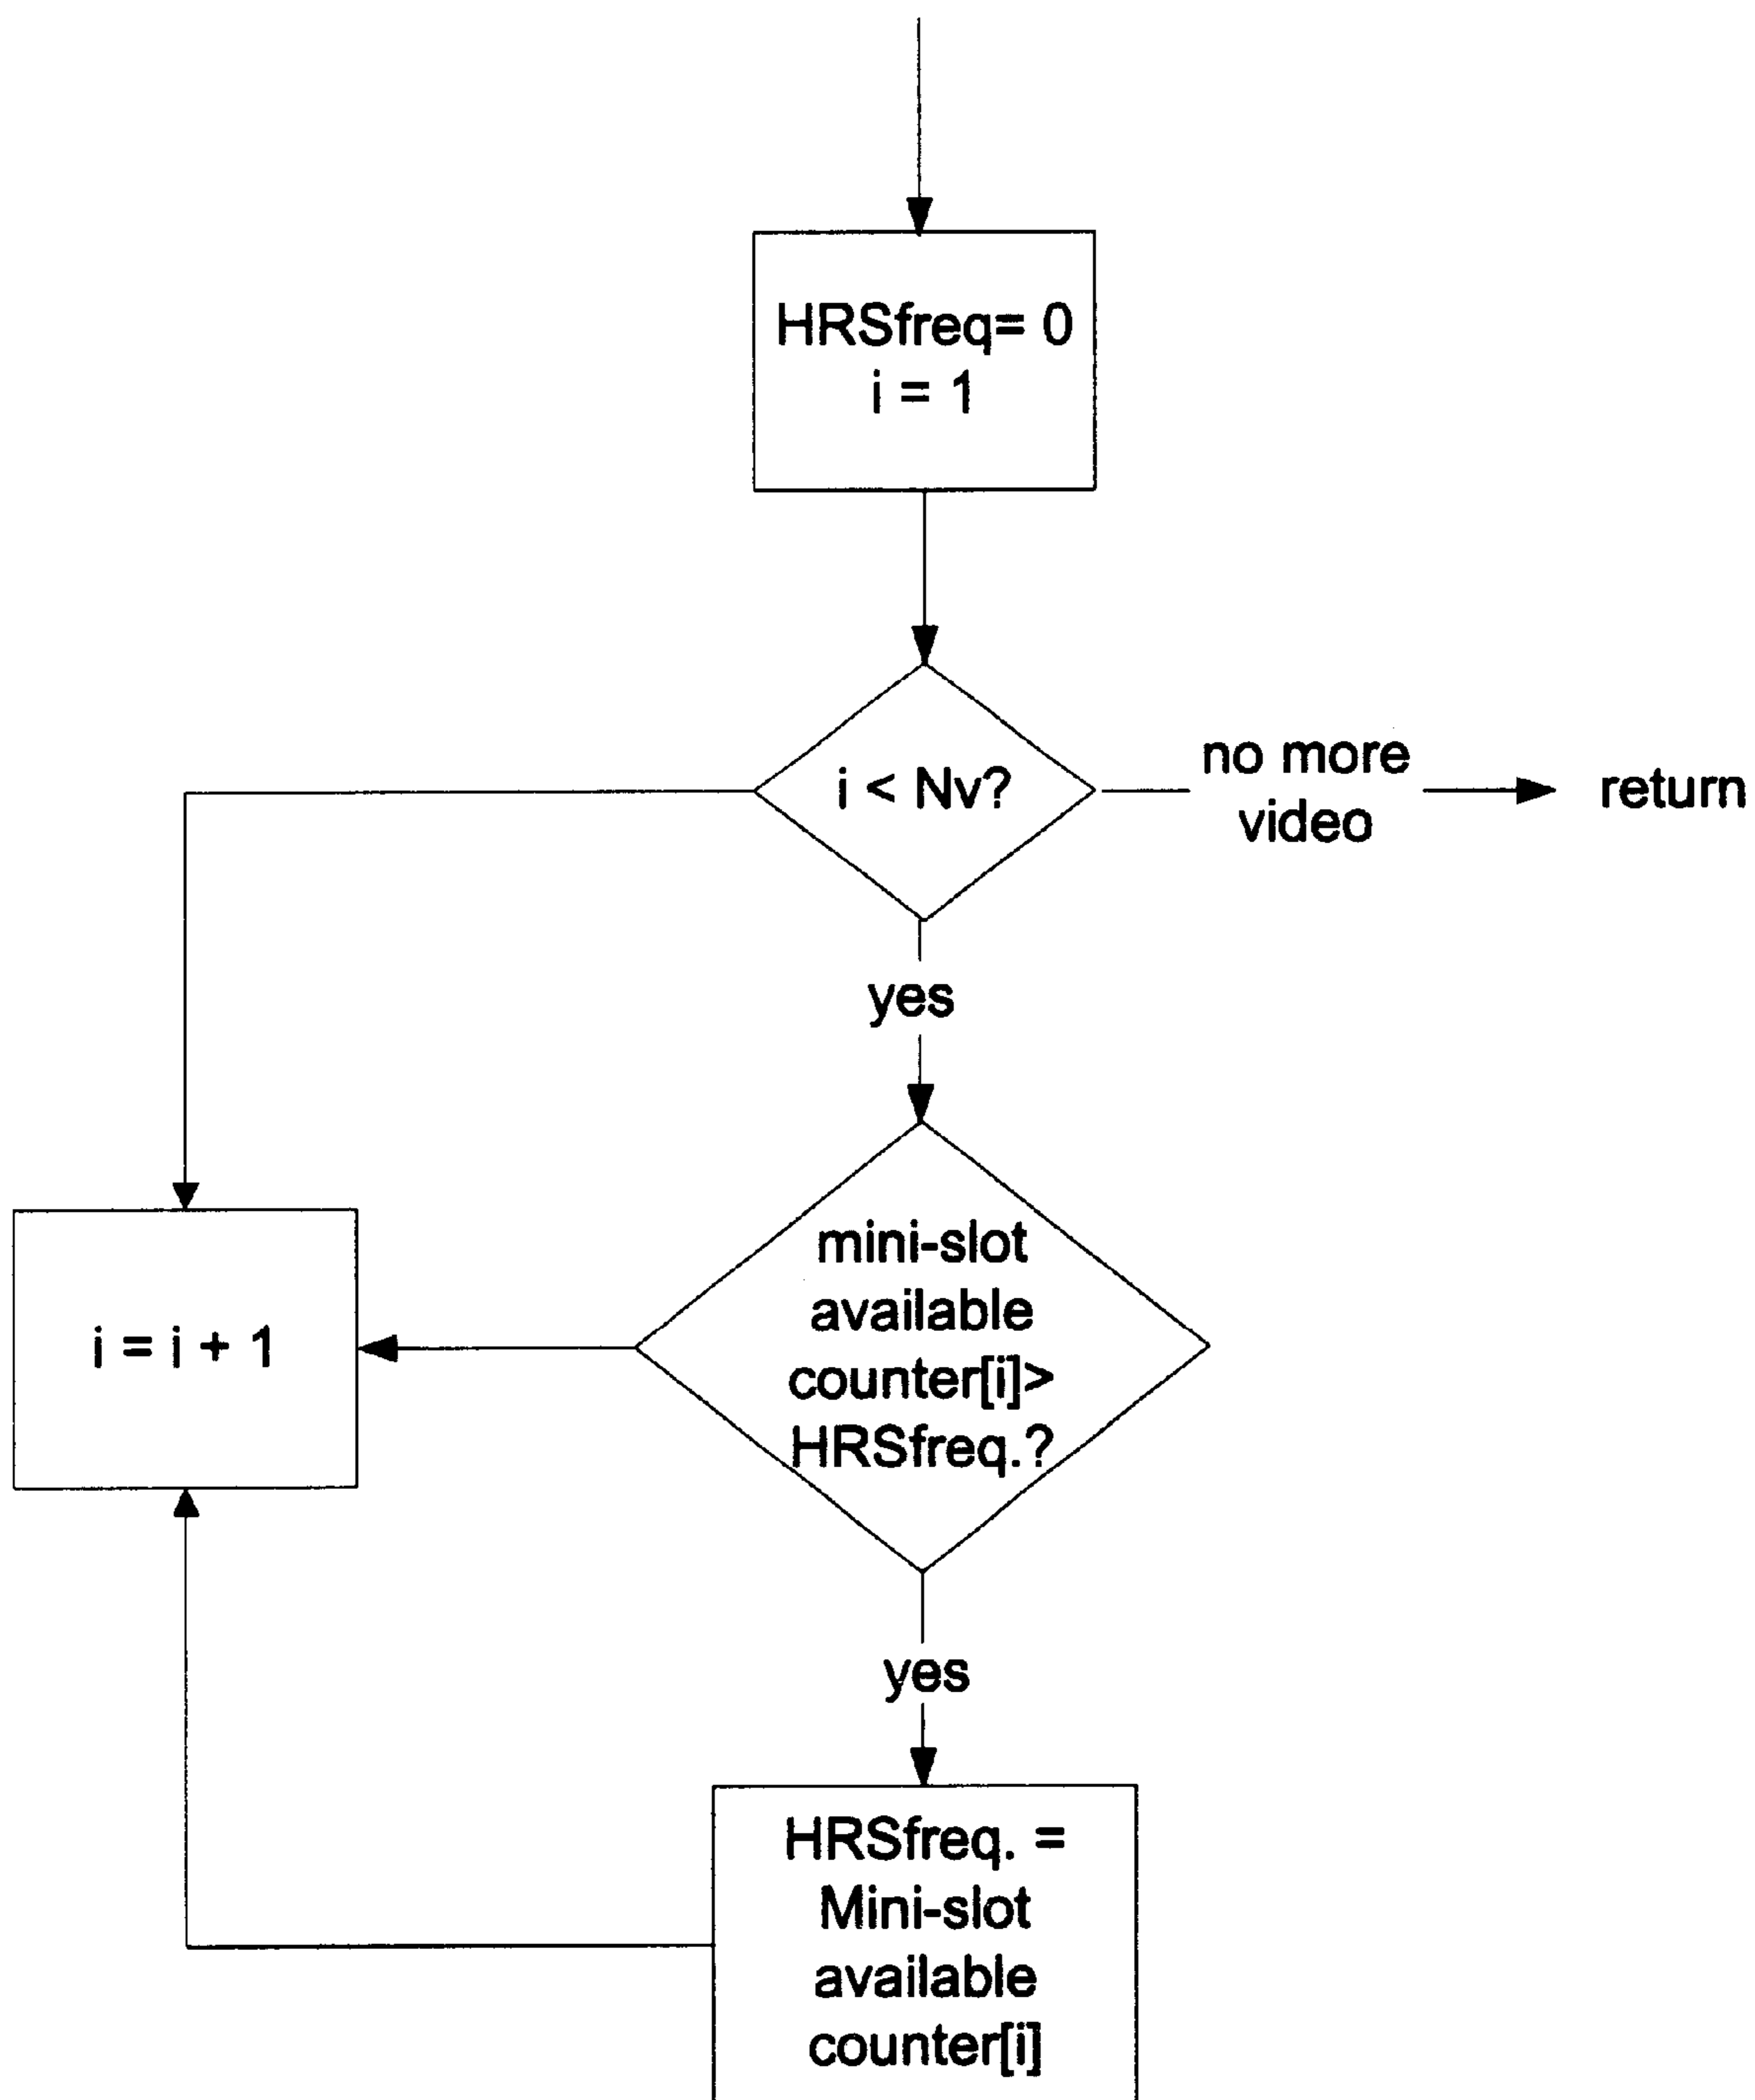 HRSfreq= 0
i = 1
i < Nv?
no more
video
return
yes
mini-slot
available
counter[i]>
HRSfreq.?
i = i + 1
yes
HRSfreq. =
Mini-slot
available
counter[i]